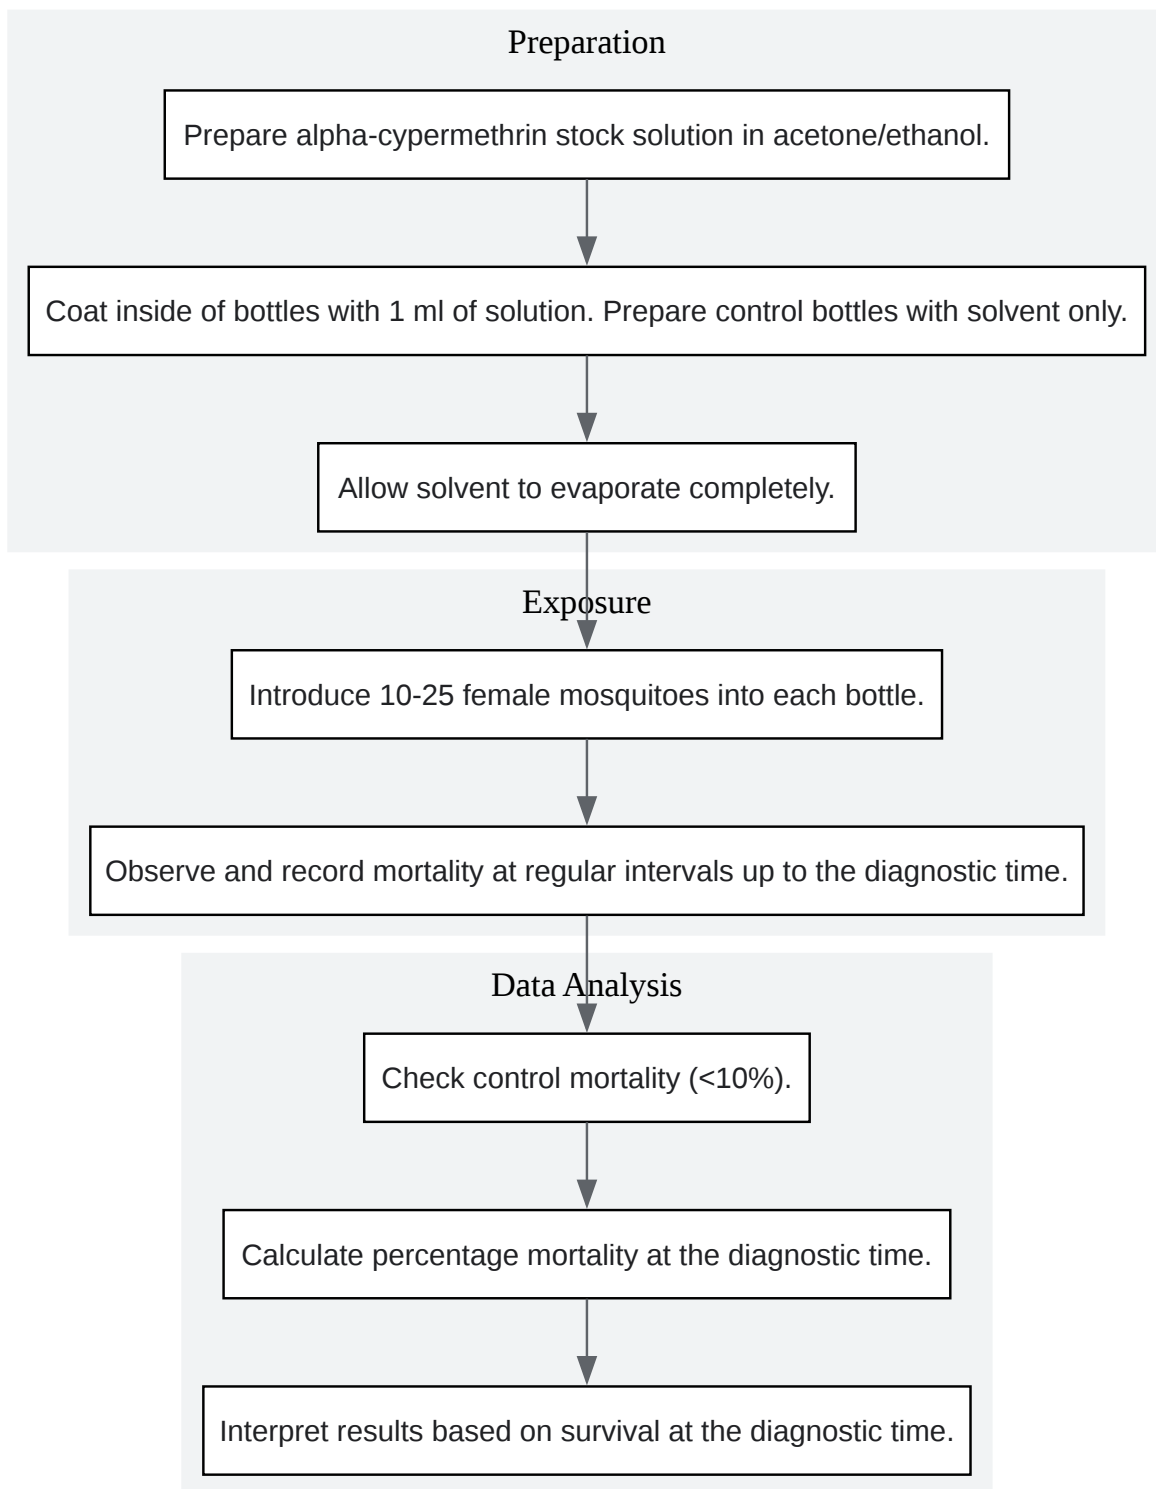 Preparation
Prepare alpha-cypermethrin stock solution in acetone/ethanol.
Coat inside of bottles with 1 ml of solution. Prepare control bottles with solvent only.
Allow solvent to evaporate completely.
Exposure
Introduce 10-25 female mosquitoes into each bottle.
Observe and record mortality at regular intervals up to the diagnostic time.
Data Analysis
Check control mortality (<10%).
Calculate percentage mortality at the diagnostic time.
Interpret results based on survival at the diagnostic time.